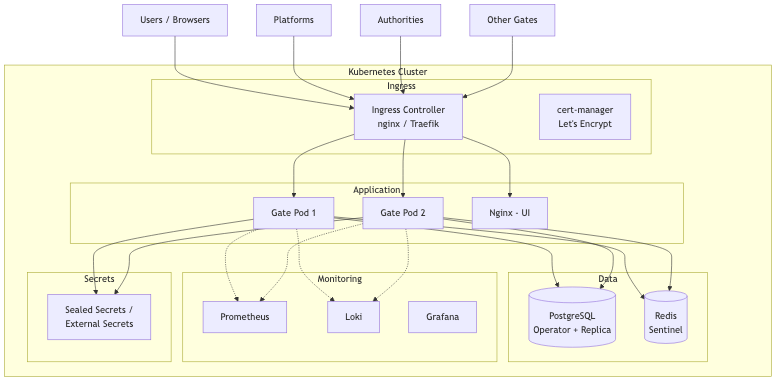 Users / Browsers
Platforms
Authorities
Other Gates
Kubernetes Cluster
Ingress
Ingress Controller
nginx / Traefik
cert-manager
Let's Encrypt
Application
Gate Pod 1
Gate Pod 2
Nginx - UI
Secrets
Sealed Secrets /
External Secrets
Monitoring
Prometheus
Loki
Grafana
Data
PostgreSQL
Operator + Replica
Redis
Sentinel